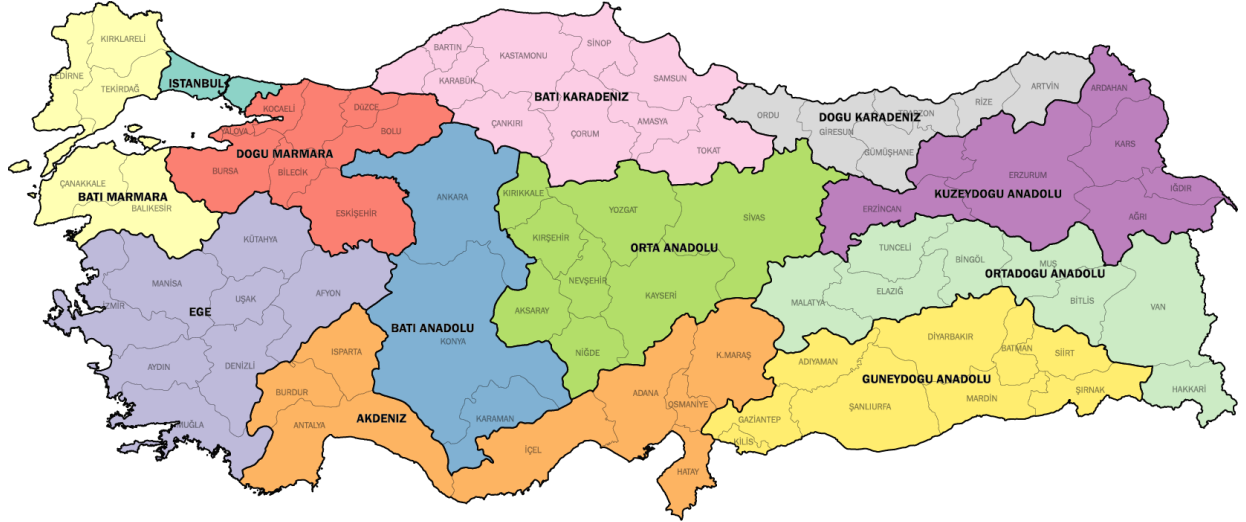 KIRKLARELİ
EDİRNE
TEKİRDAĞ
ISTANBUL
KOCAELİ
DÜZCE
YALOVA
BOLU
DOGU MARMARA
BURSA
BİLECİK
ESKİŞEHİR
ÇANAKKALE
BATI MARMARA
BALIKESİR
BARTIN
KASTAMONU
SİNOP
KARABÜK
SAMSUN
BATI KARADENIZ
ÇANKIRI
ÇORUM
AMASYA
TOKAT
ORDU
DOGU KARADENIZ
TRABZON
RİZE
ARTVİN
GİRESUN
GÜMÜŞHANE
ARDAHAN
KARS
ERZURUM
IĞDIR
KUZEYDOGU ANADOLU
ERZİNCAN
AĞRI
ANKARA
KIRIKKALE
YOZGAT
SİVAS
KIRŞEHİR
ORTA ANADOLU
NEVŞEHİR
KAYSERİ
AKSARAY
NİĞDE
TUNCELİ
BİNGÖL
MUŞ
ORTADOGU ANADOLU
ELAZIĞ
MALATYA
BİTLİS
VAN
HAKKARİ
KÜTAHYA
MANİSA
UŞAK
AFYON
İZMİR
EGE
AYDIN
DENİZLİ
MUĞLA
BATI ANADOLU
KONYA
KARAMAN
ISPARTA
BURDUR
ANTALYA
AKDENIZ
İÇEL
ADANA
OSMANİYE
K.MARAŞ
HATAY
DİYARBAKIR
BATMAN
SİİRT
ADIYAMAN
GUNEYDOGU ANADOLU
ŞIRNAK
MARDİN
ŞANLIURFA
GAZİANTEP
KİLİS